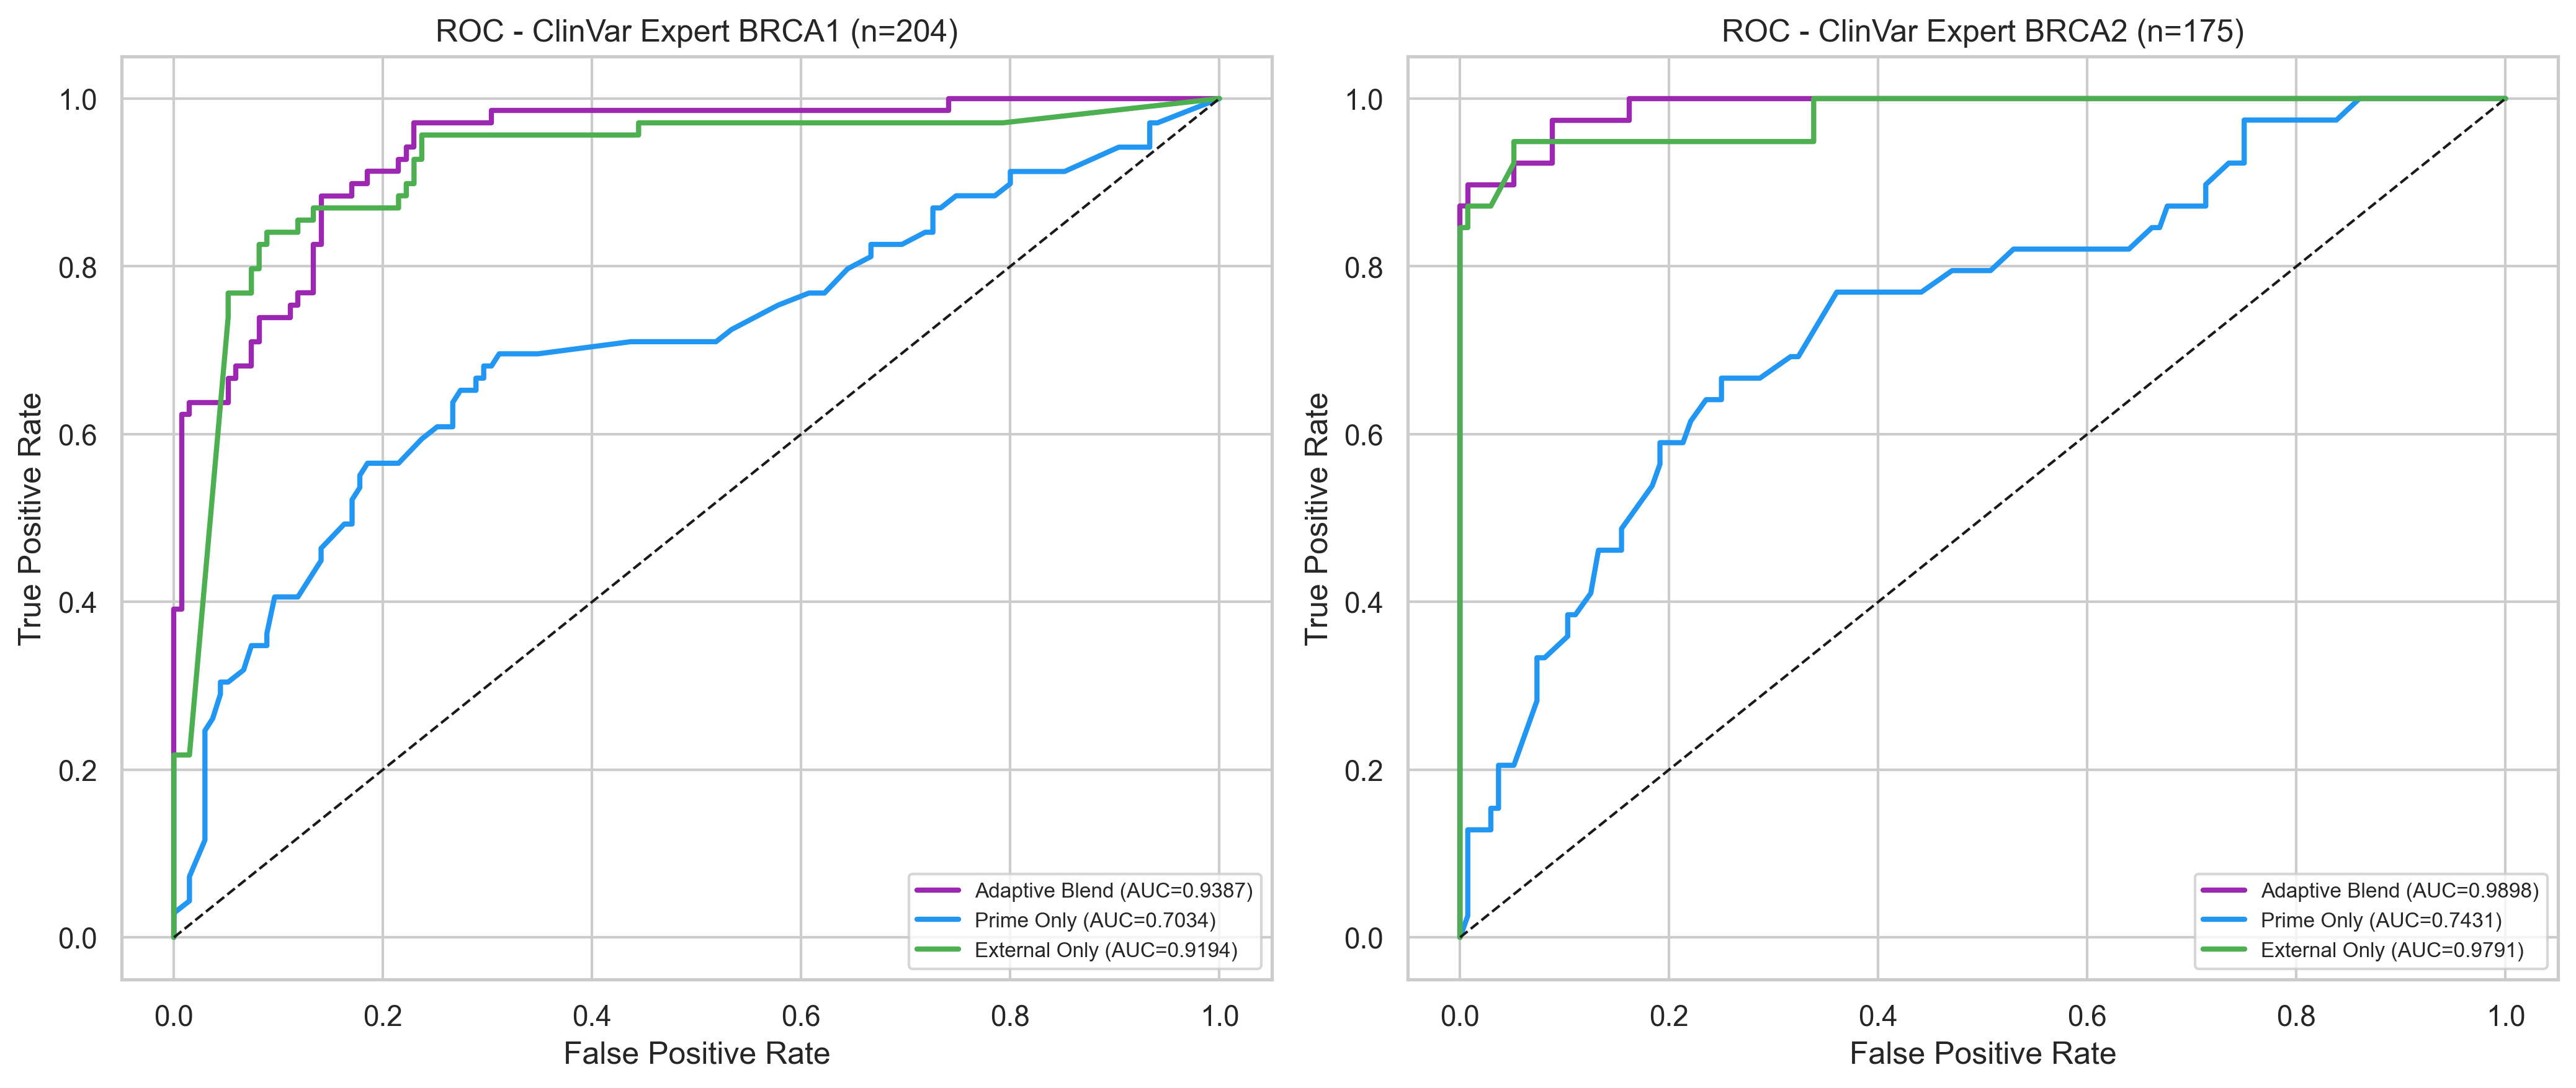 ROC - ClinVar Expert BRCA1 (n=204)
True Positive Rate
1.0
0.8
0.6
0.4
0.2
0.0
0.0 0.2 0.4 0.6 0.8 1.0
False Positive Rate
Adaptive Blend (AUC=0.9387)
Prime Only (AUC=0.7034)
External Only (AUC=0.9194)
ROC - ClinVar Expert BRCA2 (n=175)
True Positive Rate
1.0
0.8
0.6
0.4
0.2
0.0
0.0 0.2 0.4 0.6 0.8 1.0
False Positive Rate
Adaptive Blend (AUC=0.9898)
Prime Only (AUC=0.7431)
External Only (AUC=0.9791)